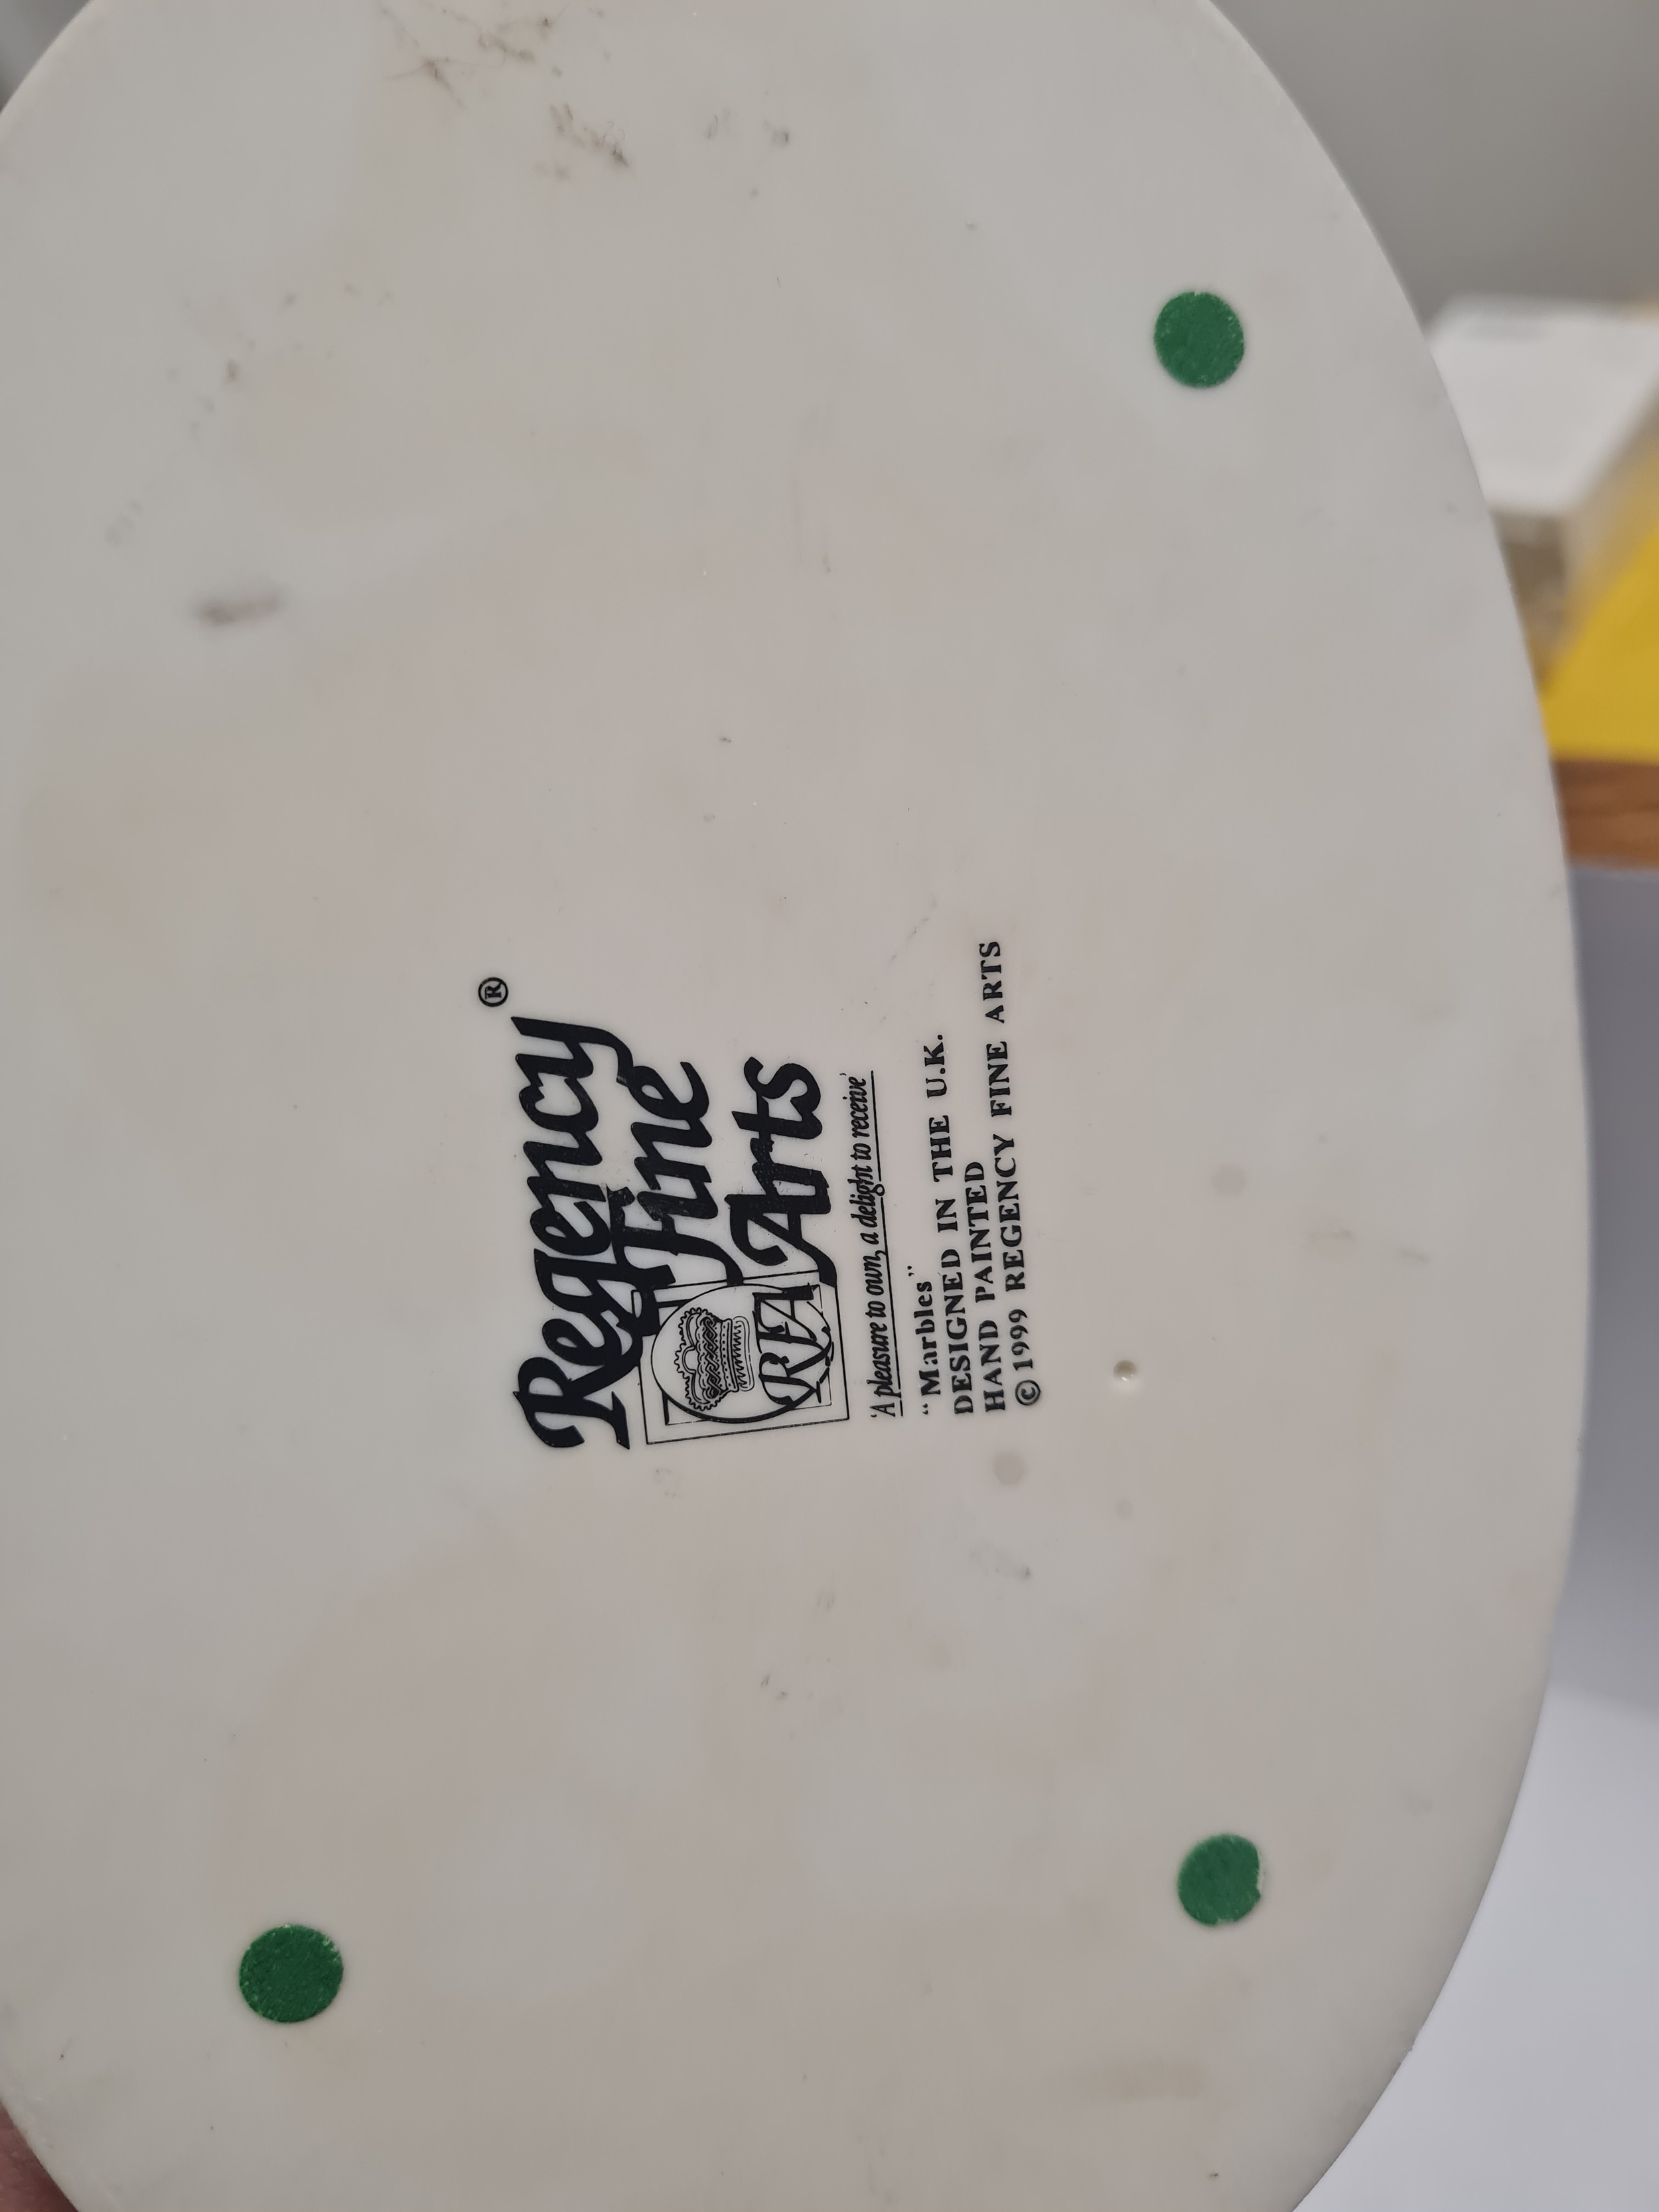 Regency®
Fine
Arts
RFA
'A pleasure to own, a delight to receive'
“Marbles”
DESIGNED IN THE U.K.
HAND PAINTED
© 1999 REGENCY FINE ARTS